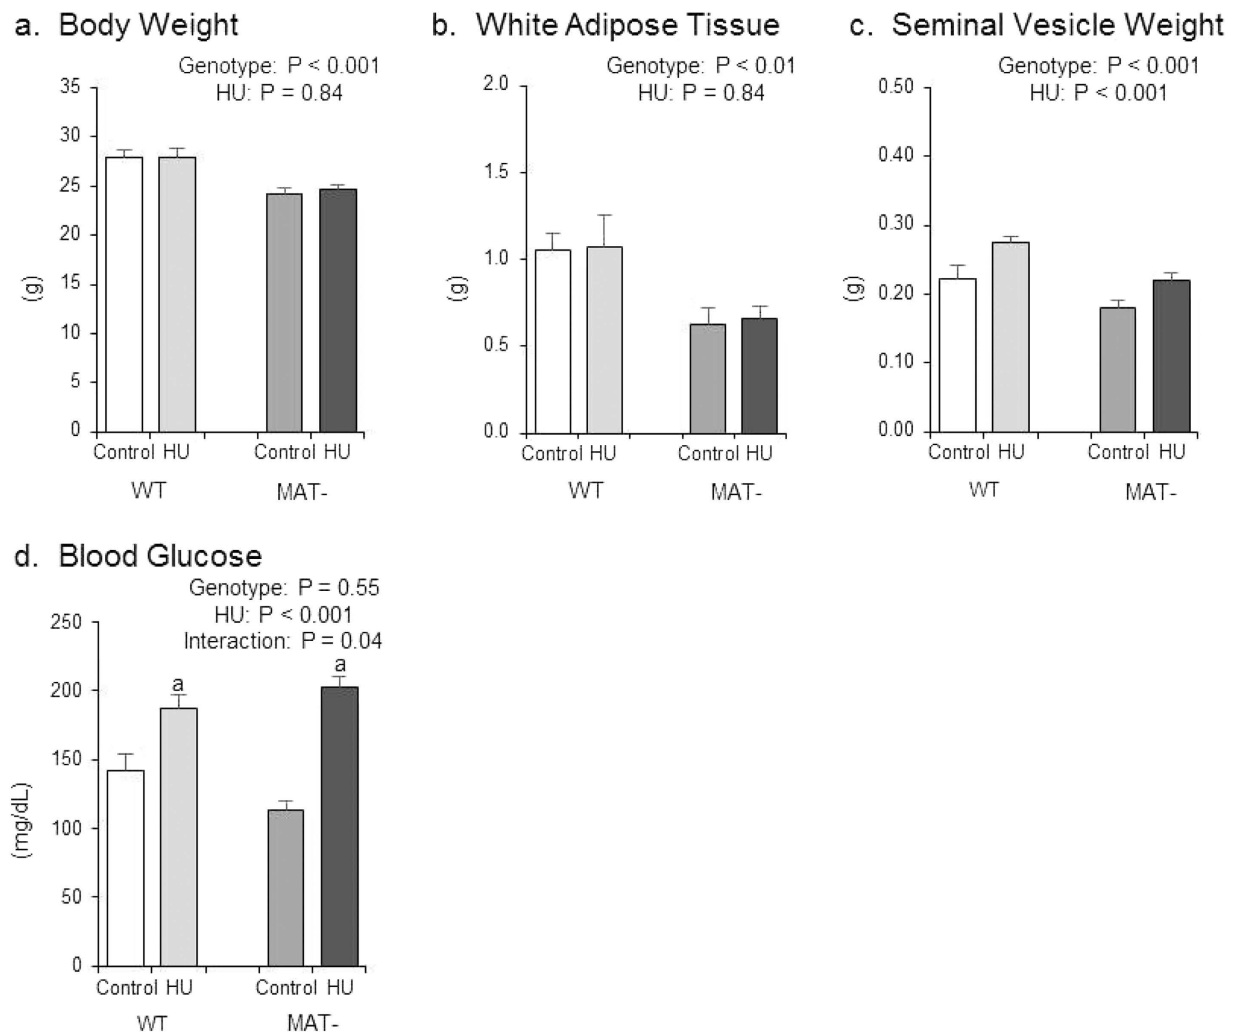 a. Body Weight
Genotype: P < 0.001
HU: P = 0.84
35
30
25
20
15
10
5
0
(g)
Control HU Control HU
WT MAT-
b. White Adipose Tissue
Genotype: P < 0.01
HU: P = 0.84
2.0
1.5
1.0
0.5
0.0
(g)
Control HU Control HU
WT MAT-
c. Seminal Vesicle Weight
Genotype: P < 0.001
HU: P < 0.001
0.50
0.40
0.30
0.20
0.10
0.00
(g)
Control HU Control HU
WT MAT-
d. Blood Glucose
Genotype: P = 0.55
HU: P < 0.001
Interaction: P = 0.04
250
200
150
100
50
0
(mg/dL)
a a
Control HU Control HU
WT MAT-